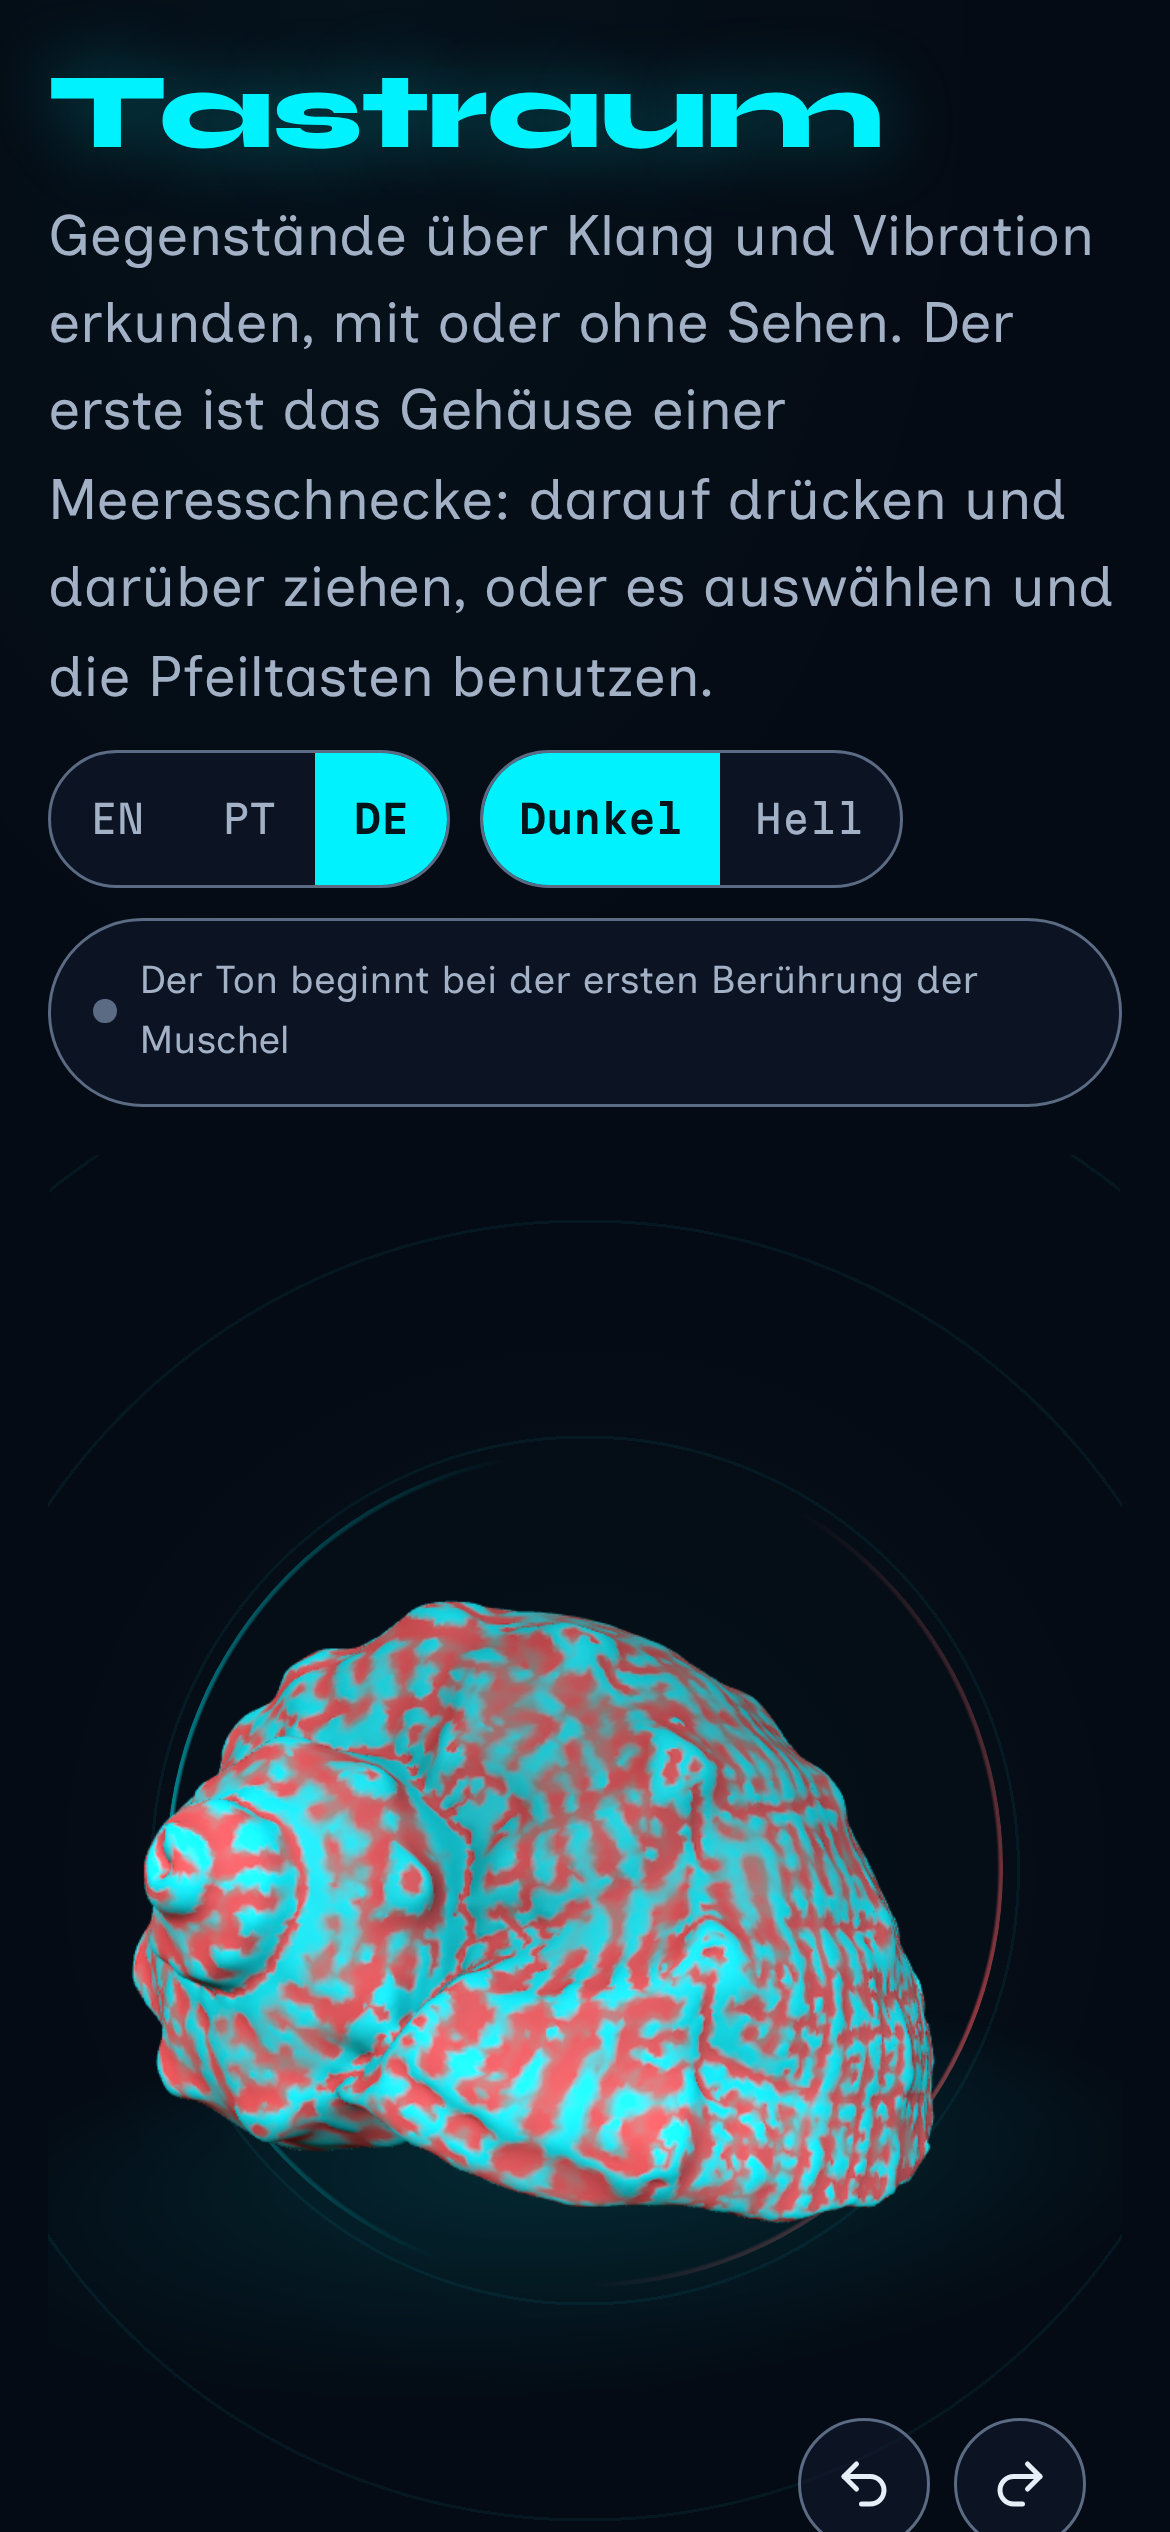 Tastraum
Gegenstände über Klang und Vibration
erkunden, mit oder ohne Sehen. Der
erste ist das Gehäuse einer
Meeresschnecke: darauf drücken und
darüber ziehen, oder es auswählen und
die Pfeiltasten benutzen.
EN PT DE Dunkel Hell
Der Ton beginnt bei der ersten Berührung der
Muschel